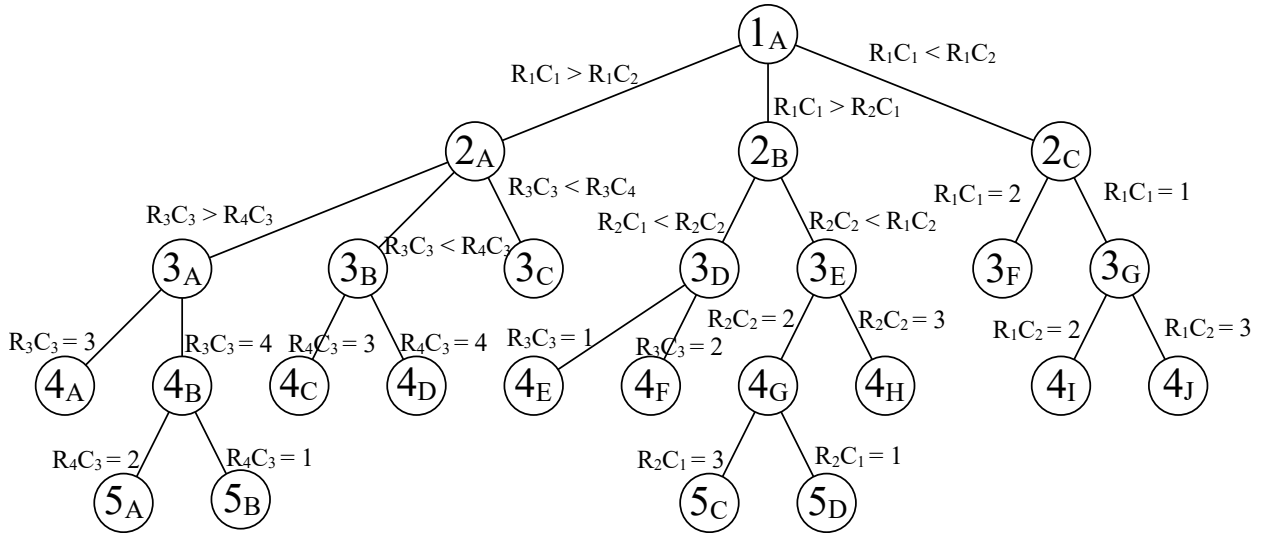 1A
R1C1 > R1C2
R1C1 > R2C1
R1C1 < R1C2
2A
2B
2C
R3C3 > R4C3
R3C3 < R4C3
R3C3 < R3C4
R2C1 < R2C2
R2C2 < R1C2
R1C1 = 2
R1C1 = 1
3A
3B
3C
3D
3E
3F
3G
R3C3 = 3
R3C3 = 4
R4C3 = 3
R4C3 = 4
R3C3 = 1
R3C3 = 2
R2C2 = 2
R2C2 = 3
R1C2 = 2
R1C2 = 3
4A
4B
4C
4D
4E
4F
4G
4H
4I
4J
R4C3 = 2
R4C3 = 1
R2C1 = 3
R2C1 = 1
5A
5B
5C
5D